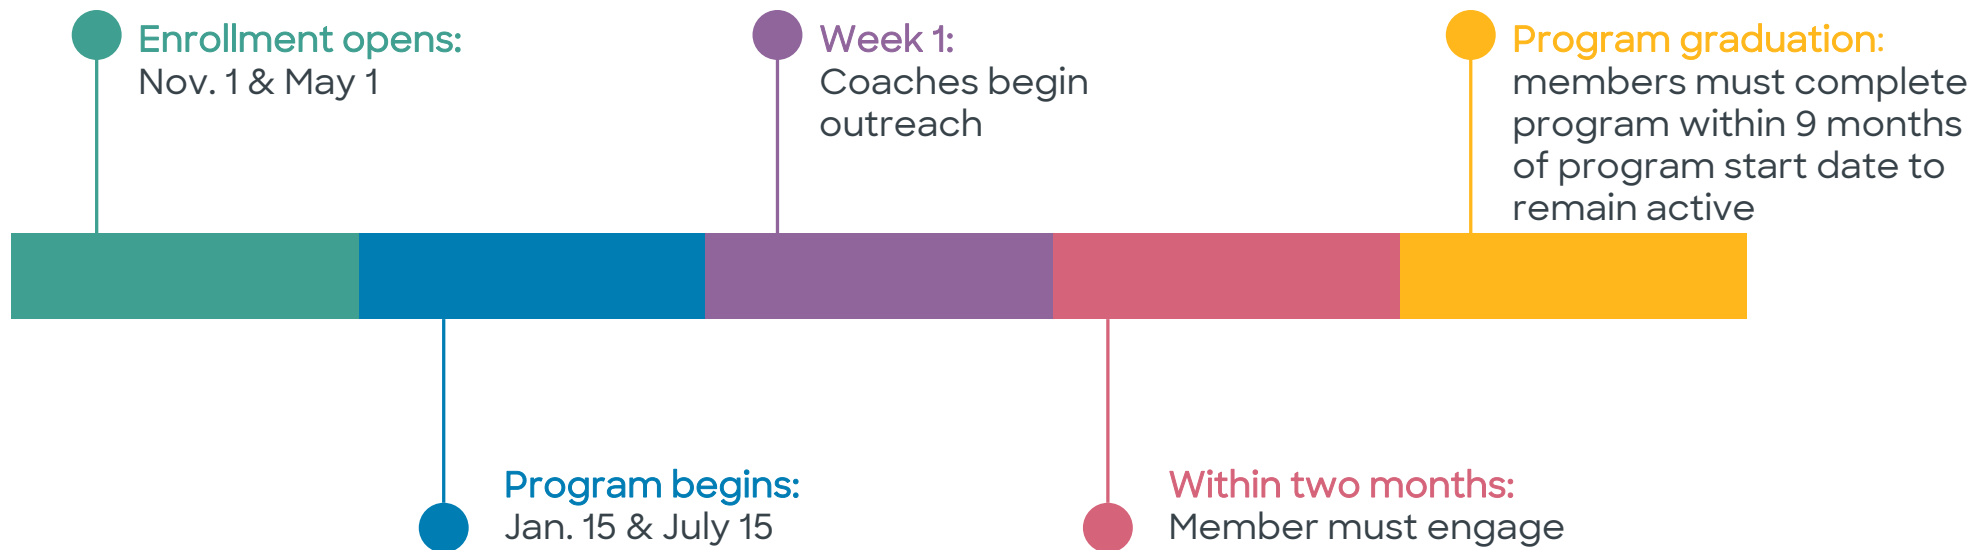 Enrollment opens:
Nov. 1 & May 1
Week 1:
Coaches begin
outreach
Program graduation:
members must complete
program within 9 months
of program start date to
remain active
Program begins:
Jan. 15 & July 15
Within two months:
Member must engage